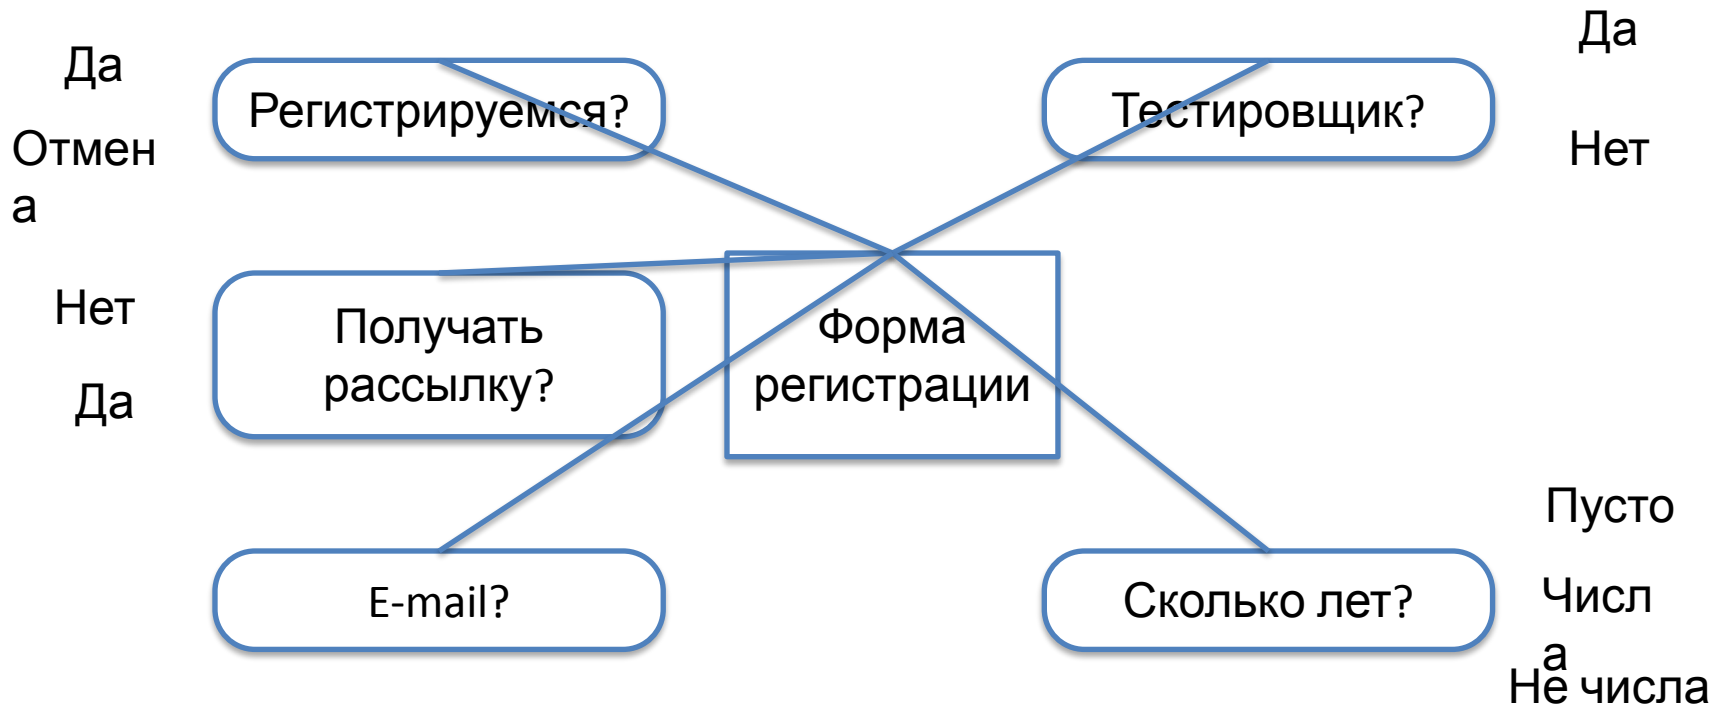 Да
Регистрируемся?
Отмен
а
Нет
Получать
рассылку?
Да
E-mail?
Форма
регистрации
Тестировщик?
Да
Нет
Сколько лет?
Пусто
Числ
а
Не числа